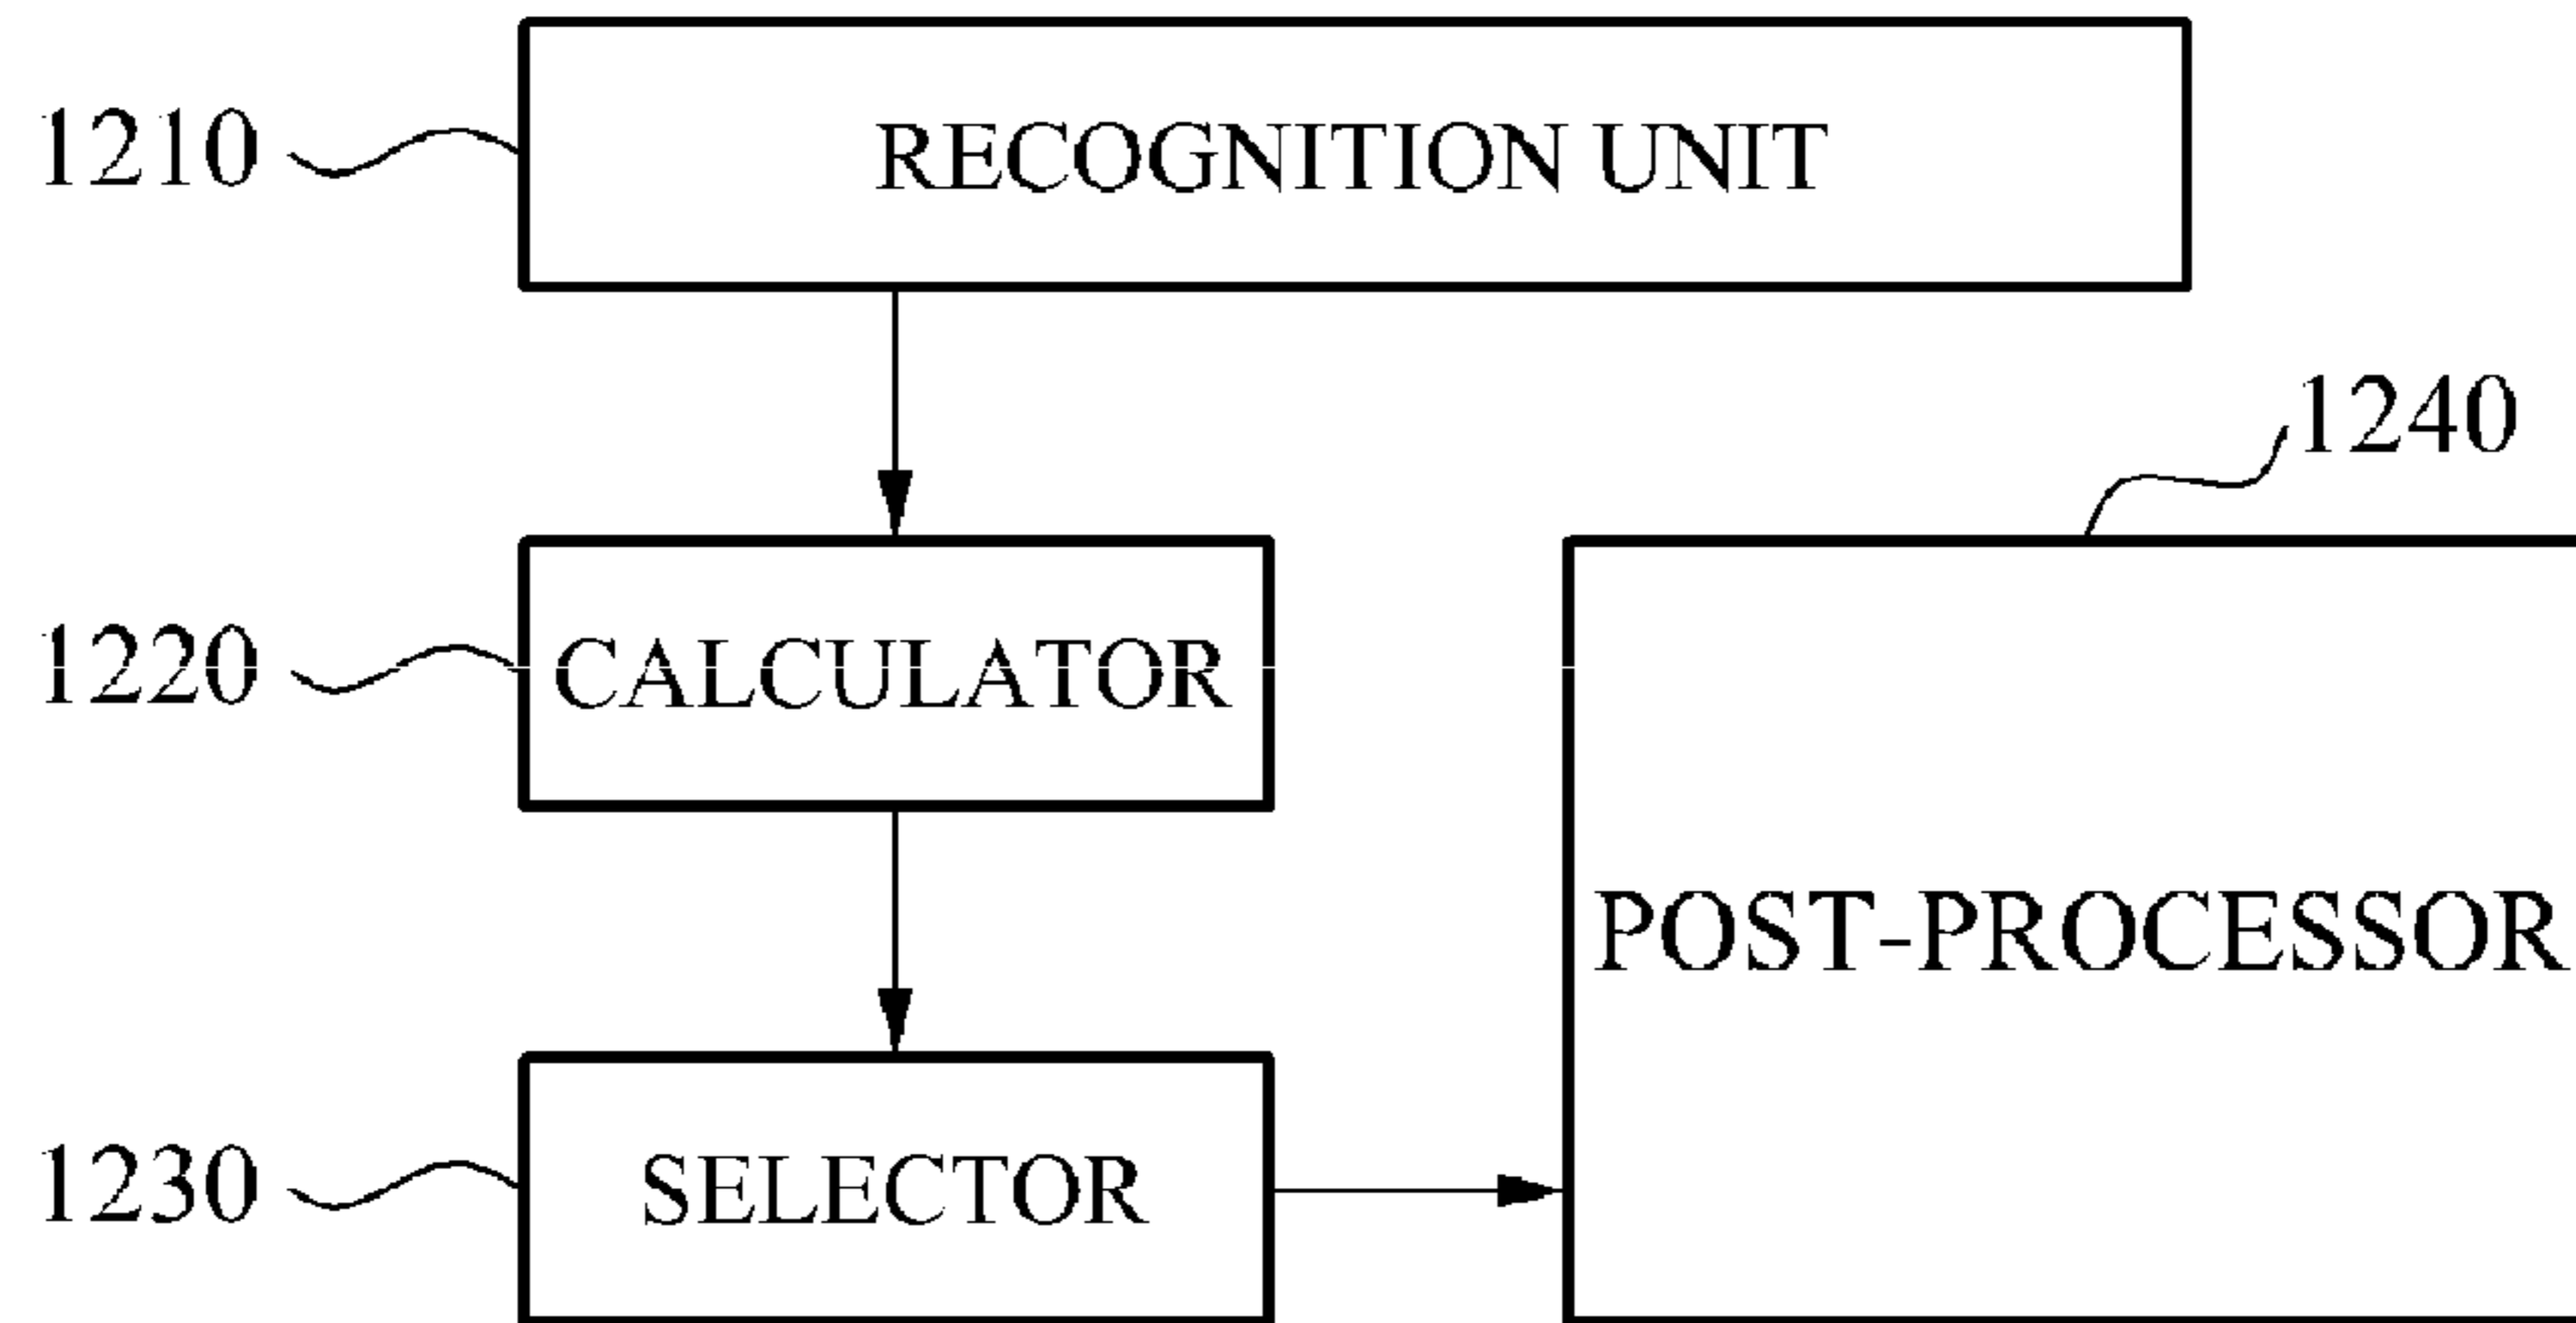 1210
RECOGNITION UNIT
1240
1220
CALCULATOR
POST-PROCESSOR
1230
SELECTOR